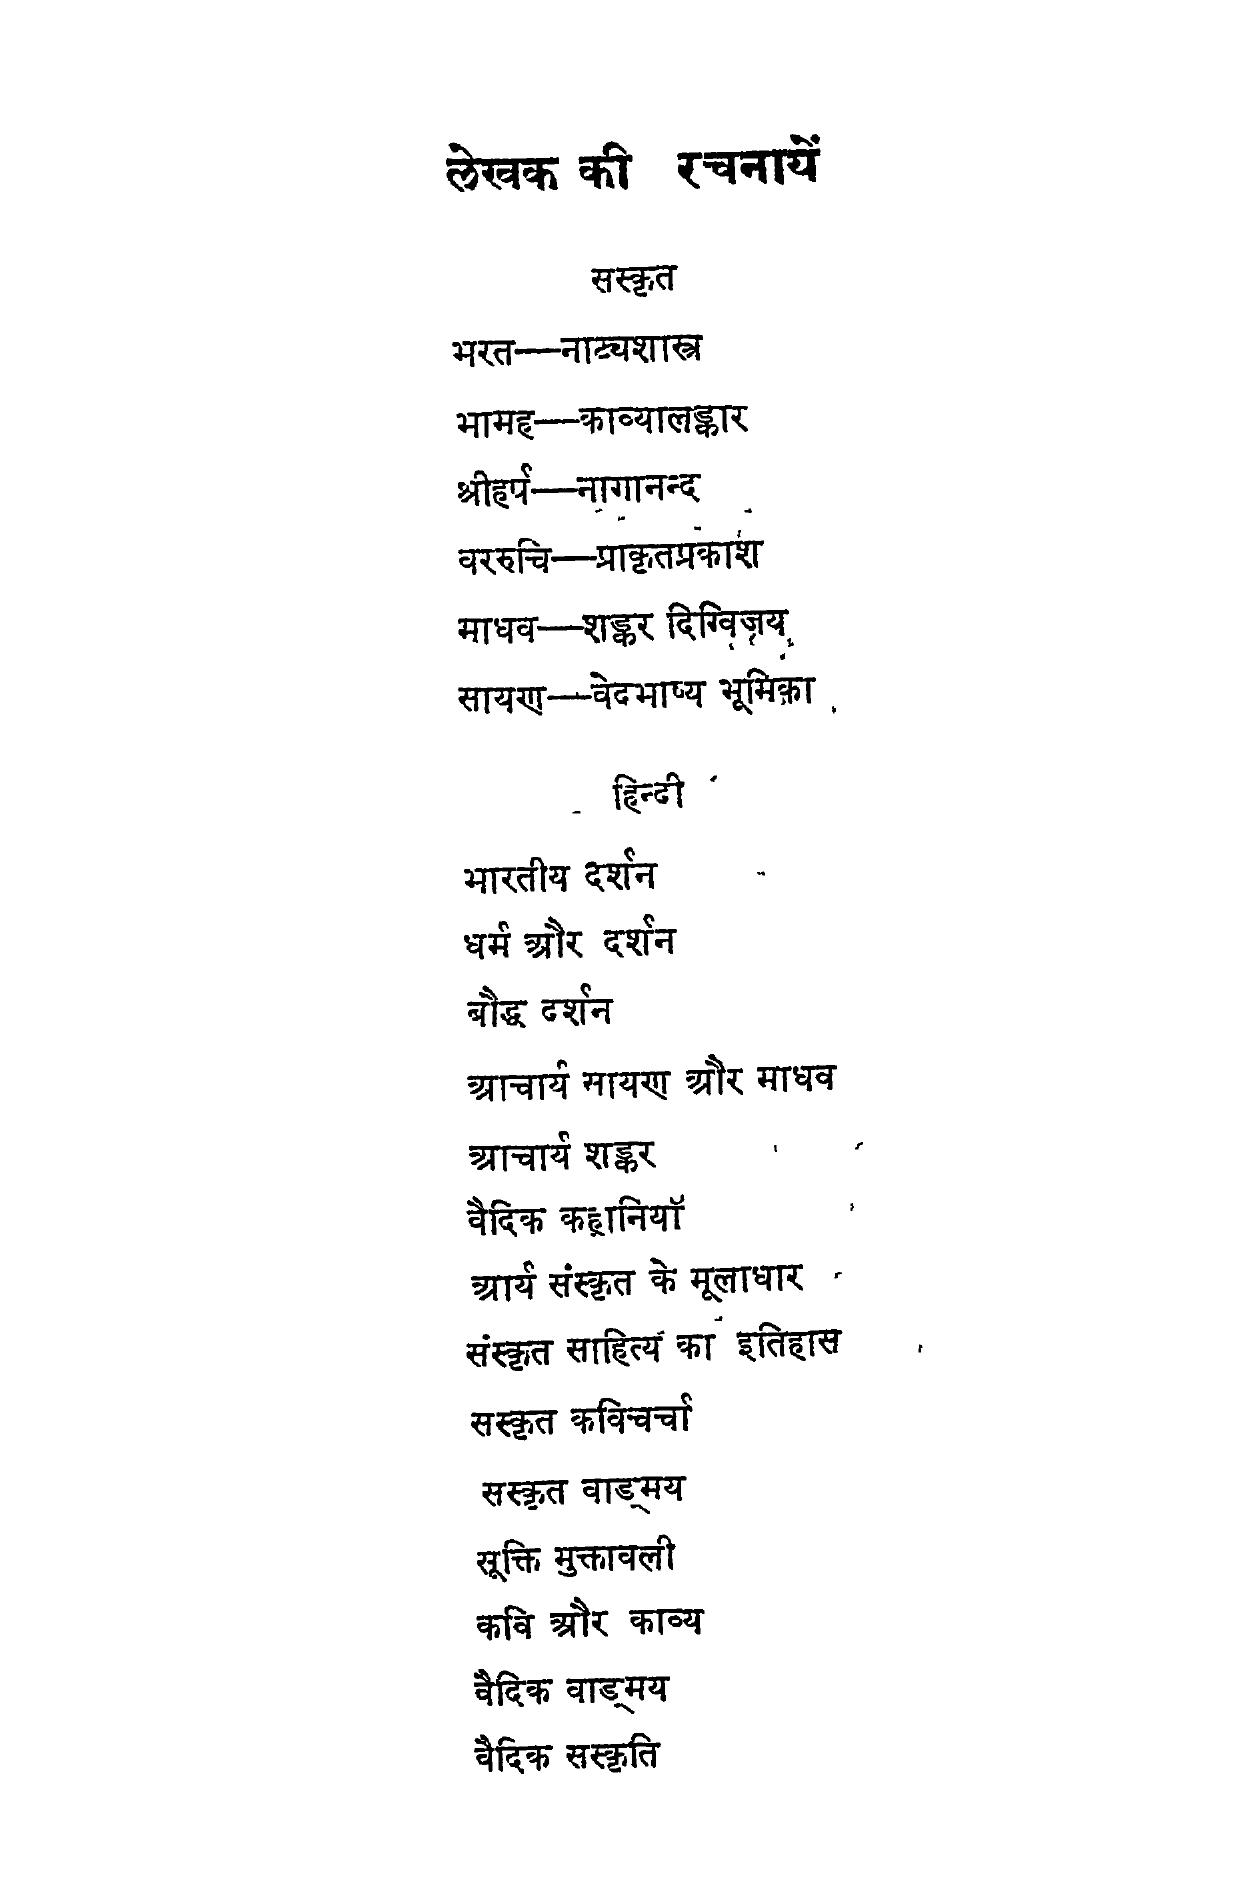 लेखक की रचनायें
सस्कृत
भरत—नाट्यशास्त्र
भामह—काव्यालङ्कार
श्रीहर्ष—नागानन्द
वररुचि—प्राकृतप्रकाश
माधव—शङ्कर दिग्विजय
सायण—वेदभाष्य भूमिका
हिन्दी
भारतीय दर्शन
धर्म और दर्शन
बौद्ध दर्शन
आचार्य सायण और माधव
आचार्य शङ्कर
वैदिक कहानियॉ
आर्य संस्कृत के मूलाधार
संस्कृत साहित्य का इतिहास
सस्कृत कविचर्चा
सस्कृत वाड्मय
सूक्ति मुक्तावली
कवि और काव्य
वैदिक वाड्मय
वैदिक सस्कृति